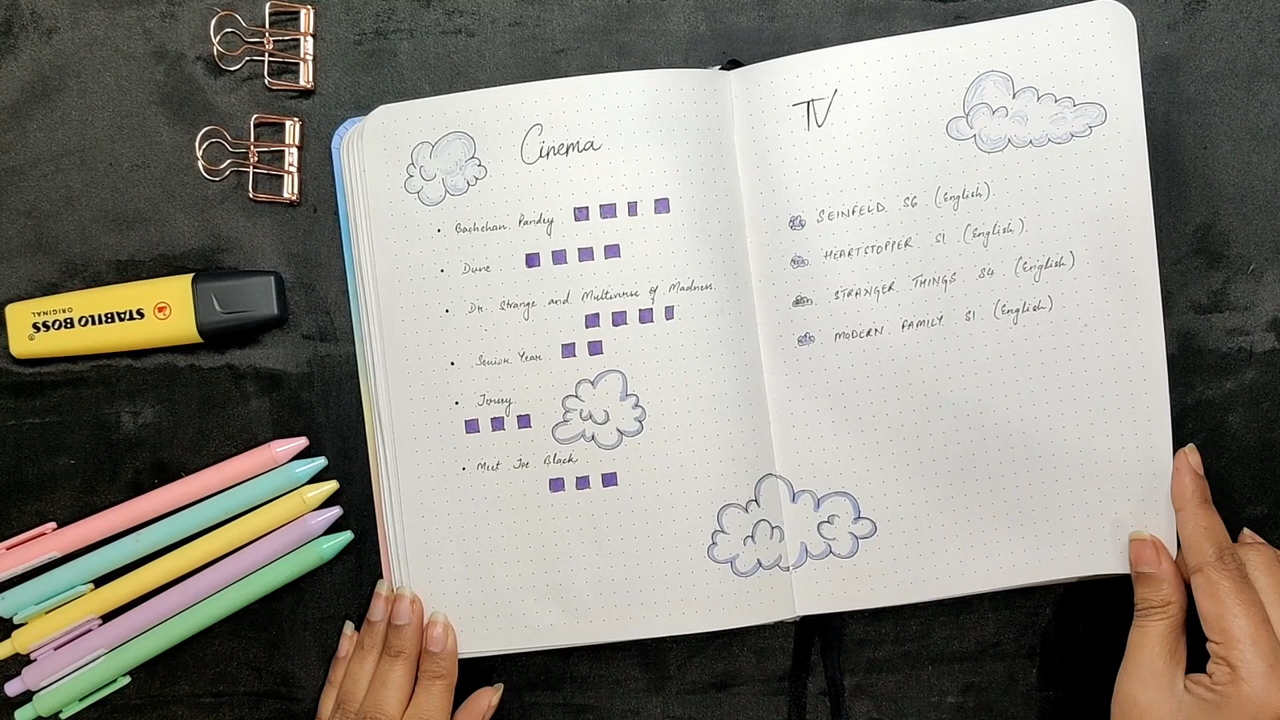 Cinema
Bachchan Pandey
Dune
Dr. Strange and Multiverse of Madness.
Senior Year
Meet Joe Black
TV
SEINFELD S6 (English).
HEARTSTOPPER S1 (English).
STRANGER THINGS S4 (English)
MODERN FAMILY S1 (English)
STABILO BOSS®
ORIGINAL